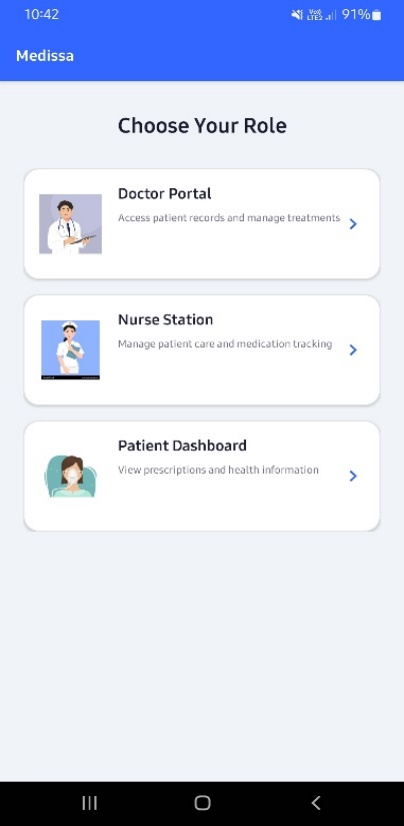 10:42
Vo)) LTE2 91%
Medissa
Choose Your Role
Doctor Portal
Access patient records and manage treatments
Nurse Station
Manage patient care and medication tracking
Patient Dashboard
View prescriptions and health information